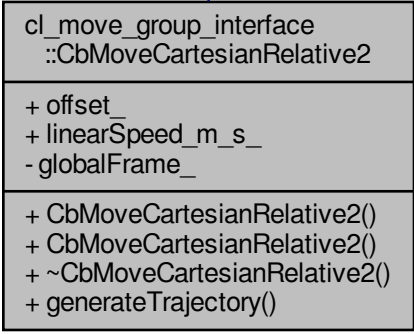 cl_move_group_interface
::CbMoveCartesianRelative2
+ offset_
+ linearSpeed_m_s_
- globalFrame_
+ CbMoveCartesianRelative2()
+ CbMoveCartesianRelative2()
+ ~CbMoveCartesianRelative2()
+ generateTrajectory()